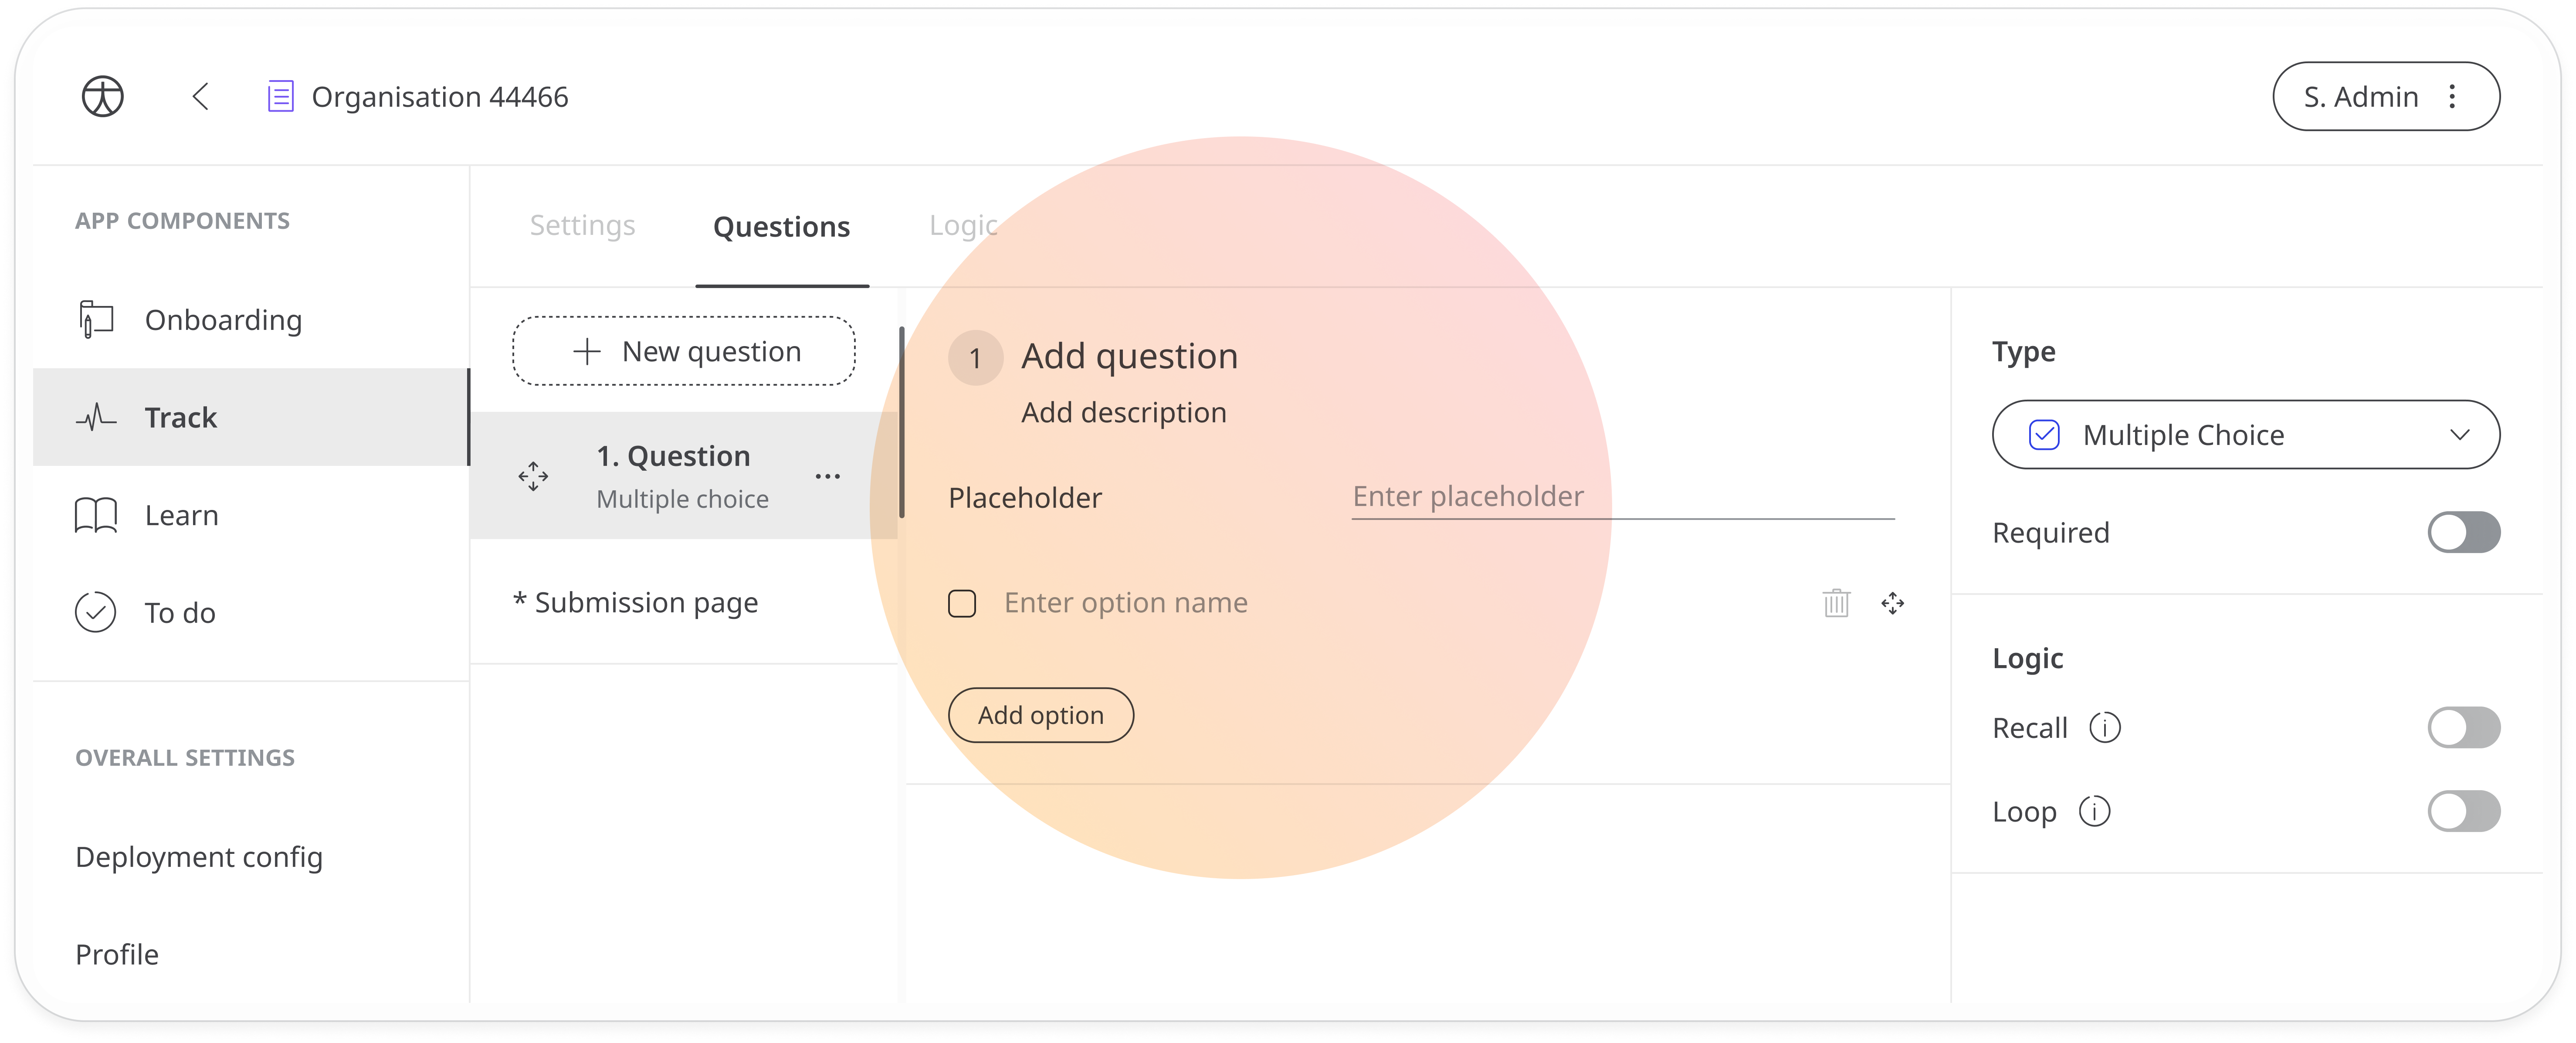 Organisation 44466
S. Admin
APP COMPONENTS
Onboarding
Track
Learn
To do
OVERALL SETTINGS
Deployment config
Profile
Settings
Questions
Logic
New question
1. Question
Multiple choice
* Submission page
1
Add question
Add description
Placeholder
Enter placeholder
Enter option name
Add option
Type
Multiple Choice
Required
Logic
Recall
Loop